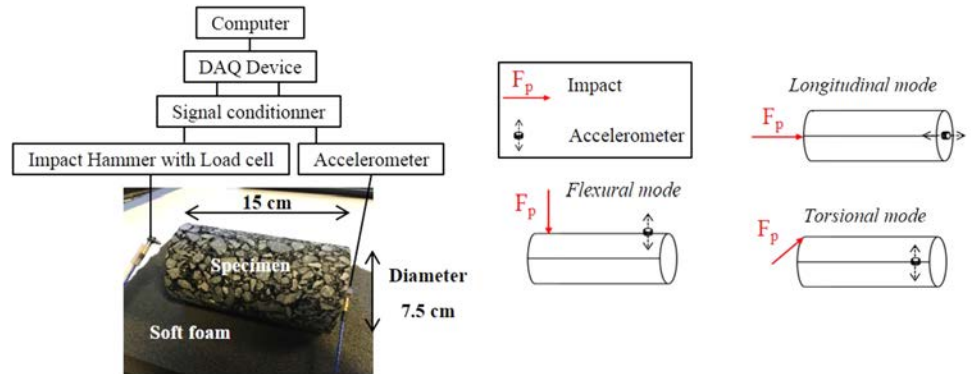 Computer
DAQ Device
Signal conditionner
Impact Hammer with Load cell
Accelerometer
15 cm
Specimen
Diameter
7.5 cm
Soft foam
Fp
Impact
Accelerometer
Flexural mode
Fp
Longitudinal mode
Fp
Torsional mode
Fp